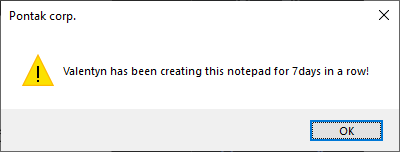 Pontak corp.
Valentyn has been creating this notepad for 7days in a row!
OK